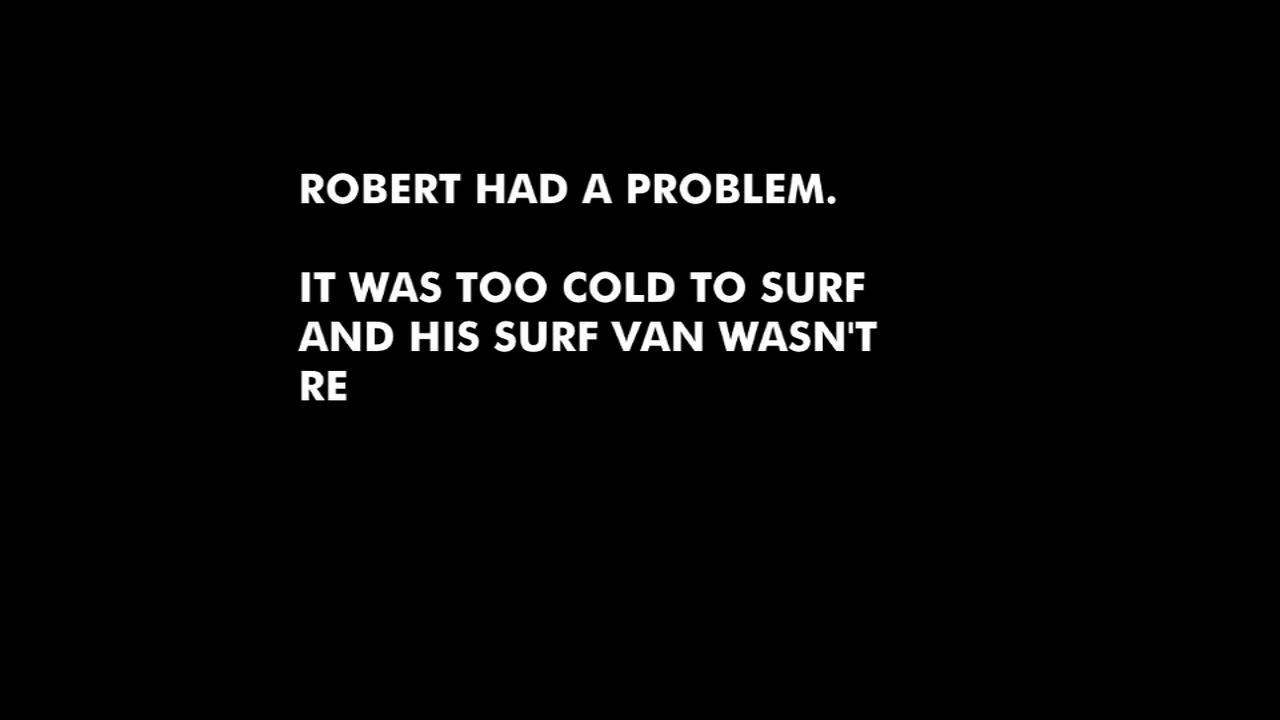 ROBERT HAD A PROBLEM.
IT WAS TOO COLD TO SURF
AND HIS SURF VAN WASN'T
RE